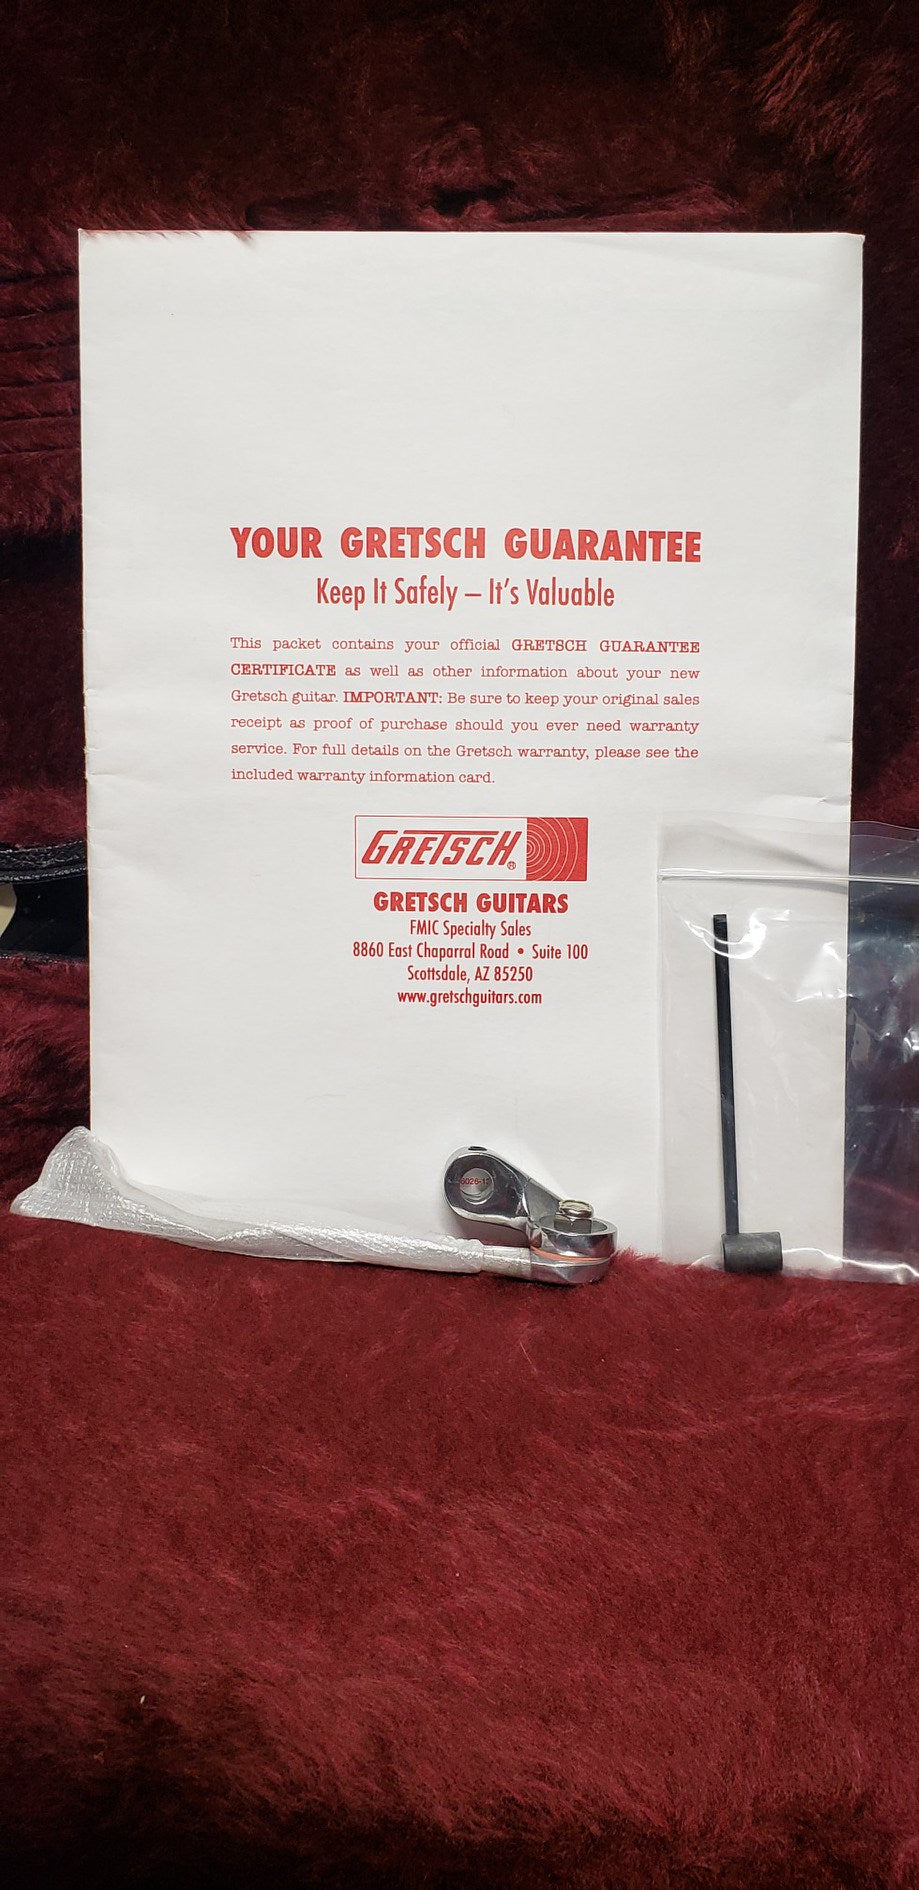 YOUR GRETSCH GUARANTEE
Keep It Safely – It's Valuable
This packet contains your official GRETSCH GUARANTEE
CERTIFICATE as well as other information about your new
Gretsch guitar. IMPORTANT: Be sure to keep your original sales
receipt as proof of purchase should you ever need warranty
service. For full details on the Gretsch warranty, please see the
included warranty information card.
GRETSCH®
GRETSCH GUITARS
FMIC Specialty Sales
8860 East Chaparral Road • Suite 100
Scottsdale, AZ 85250
www.gretschguitars.com